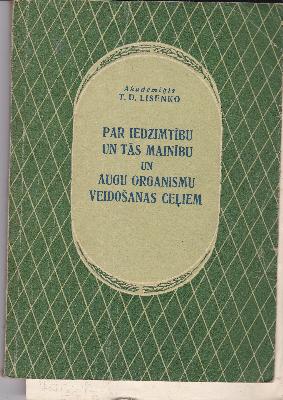 Akadēmiķis
T. D. LISENKO
PAR IEDZIMTĪBU
UN TĀS MAINĪBU
UN
AUGU ORGANISMU
VEIDOŠANAS CEĻIEM